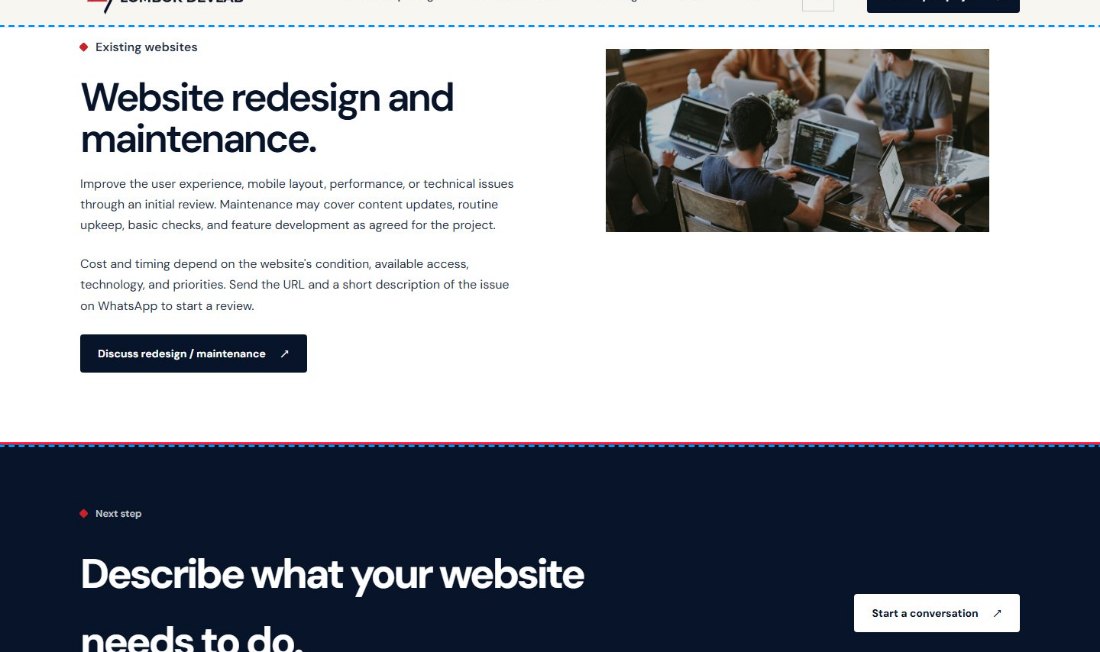 LOMBOK DEVLAB
Existing websites
Website redesign and
maintenance.
Improve the user experience, mobile layout, performance, or technical issues
through an initial review. Maintenance may cover content updates, routine
upkeep, basic checks, and feature development as agreed for the project.
Cost and timing depend on the website's condition, available access,
technology, and priorities. Send the URL and a short description of the issue
on WhatsApp to start a review.
Discuss redesign / maintenance ↗
Next step
Describe what your website
needs to do.
Start a conversation ↗